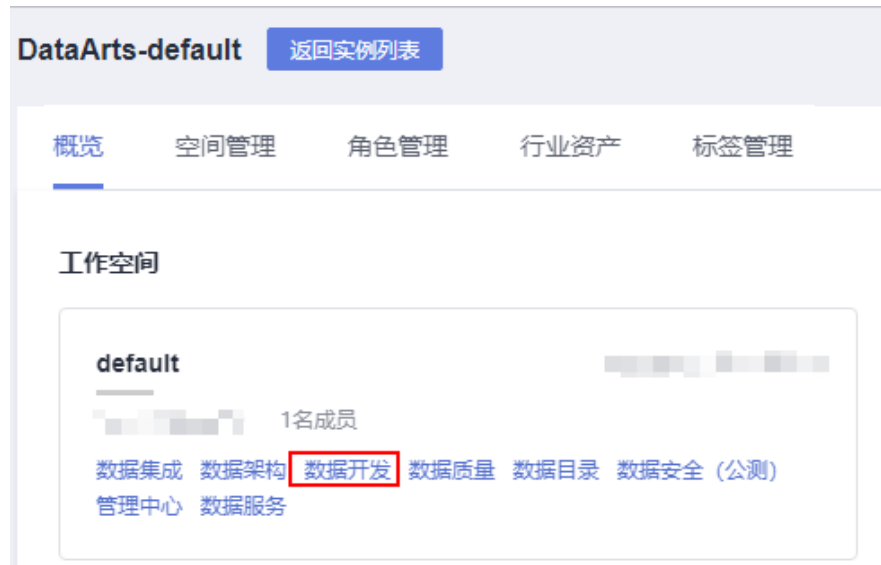 DataArts-default 返回实例列表
概览 空间管理 角色管理 行业资产 标签管理
工作空间
default
1名成员
数据集成 数据架构 数据开发 数据质量 数据目录 数据安全（公测）
管理中心 数据服务